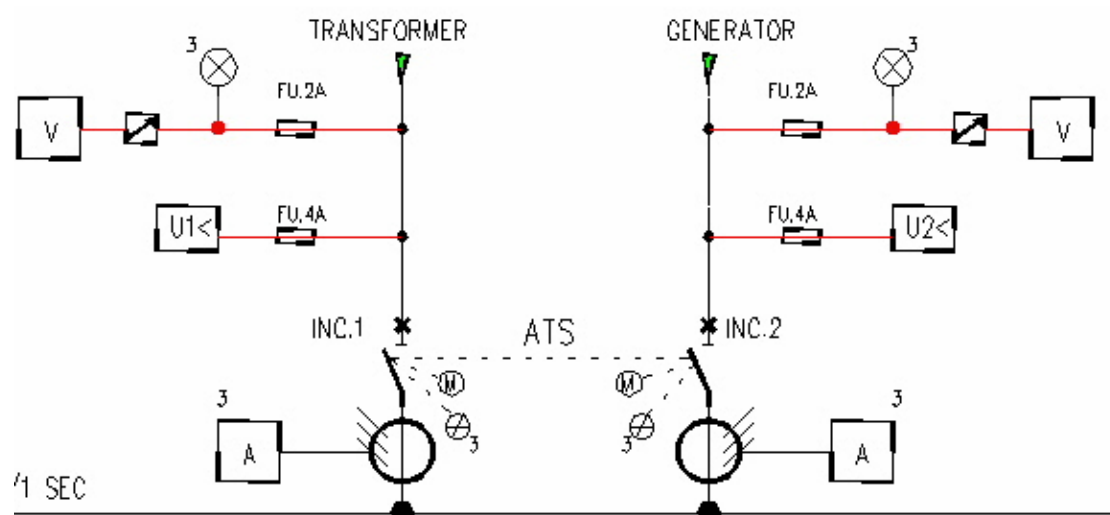 TRANSFORMER GENERATOR
3 3
FU.2A FU.2A
V V
FU.4A FU.4A
U1< U2<
INC.1 ATS INC.2
M M
3 3
3 3
A A
/1 SEC